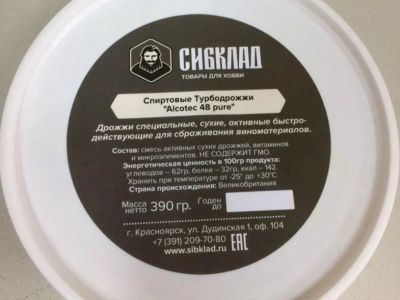 СИБКЛАД
ТОВАРЫ ДЛЯ ХОББИ
Спиртовые Турбодрожжи
"Alcotec 48 pure"
Дрожжи специальные, сухие, активные быстро-
действующие для сбраживания виноматериалов.
Состав: смесь активных сухих дрожжей, витаминов
и микроэлементов. НЕ СОДЕРЖИТ ГМО.
Энергетическая ценность в 100гр продукта:
углеводов – 62гр, белки – 32гр, ккал – 142.
Хранить при температуре от -25° до +30°С
Страна происхождения: Великобритания
Масса нетто 390 гр. Годен до
г. Красноярск, ул. Дудинская 1, оф. 104
+7 (391) 209-70-80 ЕАС
www.sibklad.ru